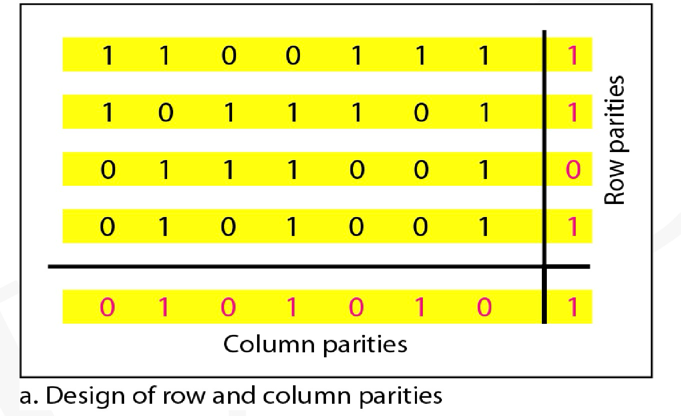 1 1 0 0 1 1 1 1
1 0 1 1 1 0 1 1
0 1 1 1 0 0 1 0
0 1 0 1 0 0 1 1
0 1 0 1 0 1 0 1
Row parities
Column parities
a. Design of row and column parities